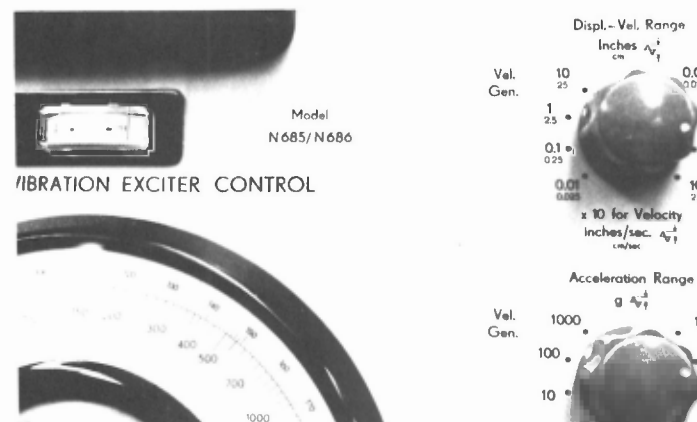 Displ.-Vel. Range
Inches
cm
Vel.
Gen.
10
25
1
2.5
0.1
0.25
0.01
0.025
x 10 for Velocity
inches/sec.
cm/sec
Model
N685/N686
VIBRATION EXCITER CONTROL
Acceleration Range
g
Vel.
Gen.
1000
100
10
300
400
500
700
1000